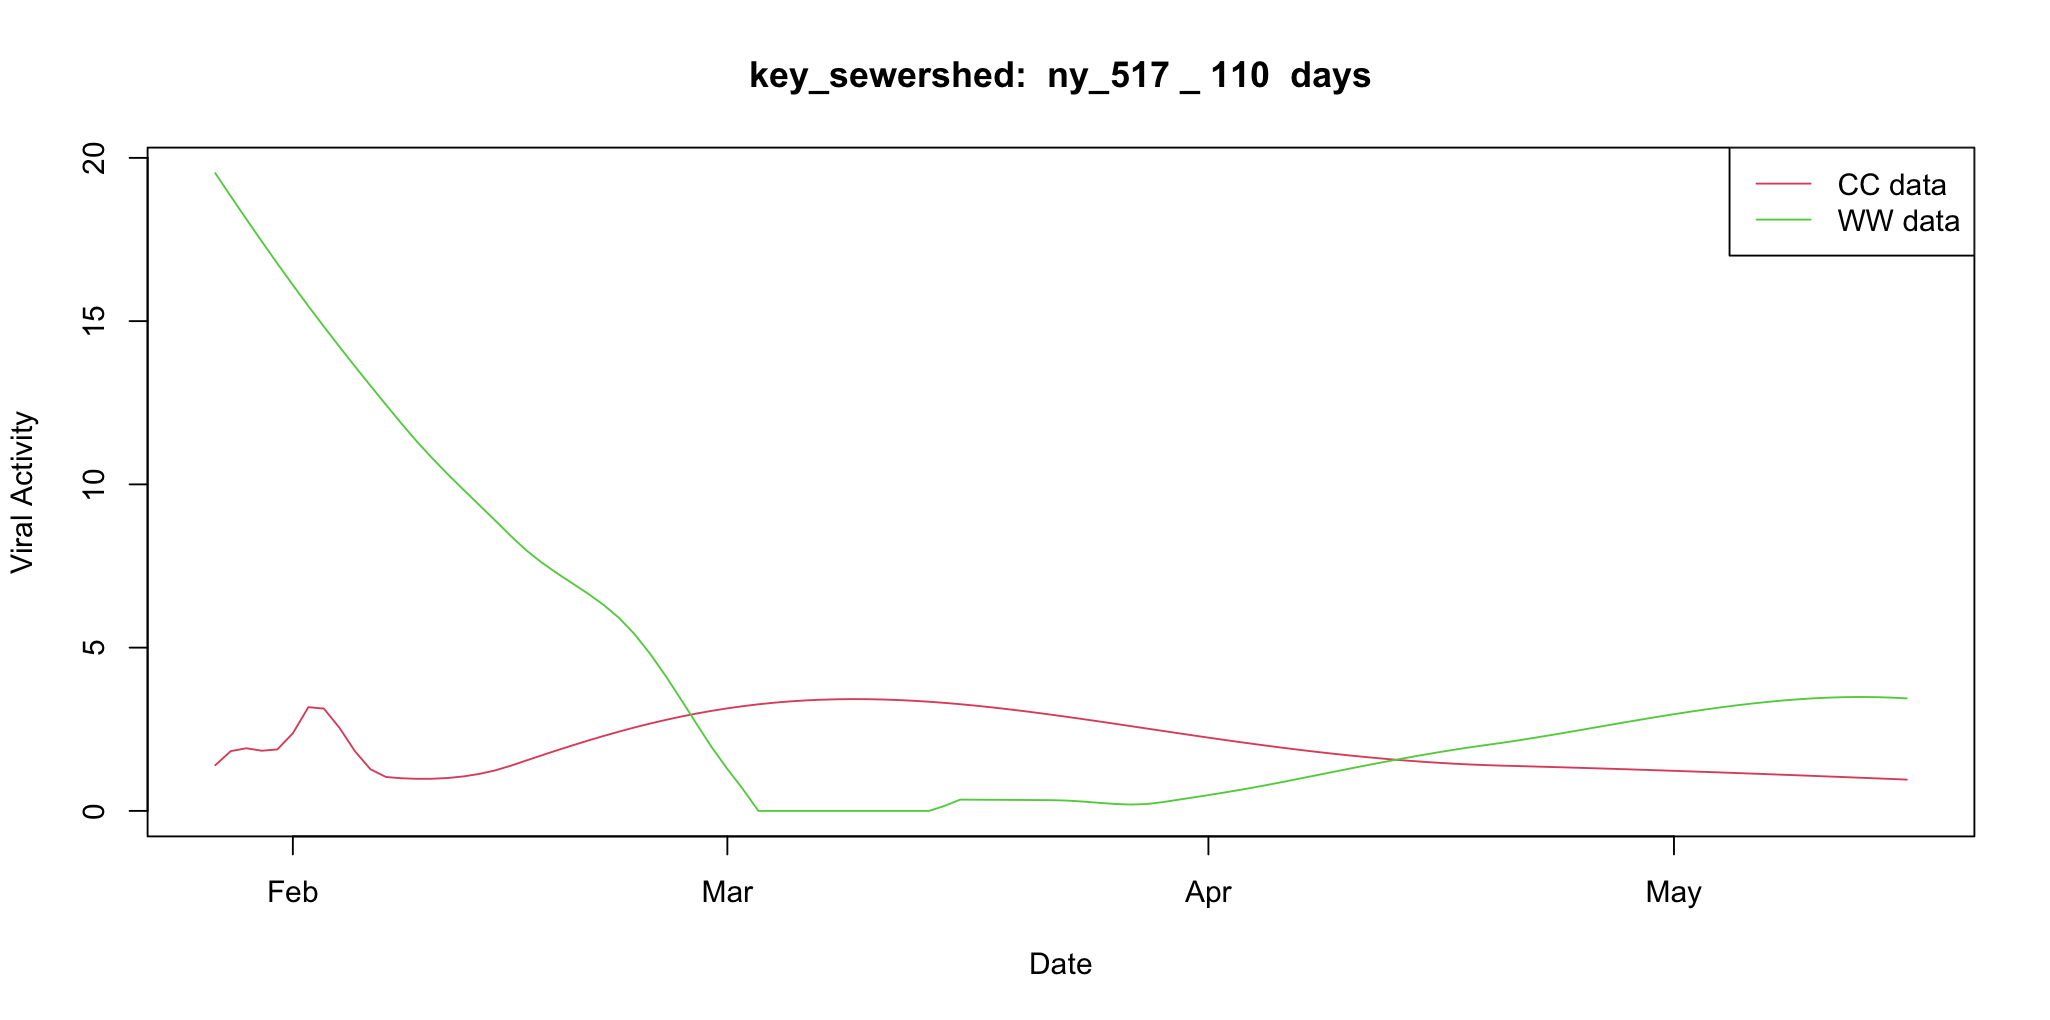 key_sewershed: ny_517 _ 110 days
CC data
WW data
Viral Activity
20
15
10
5
0
Feb Mar Apr May
Date